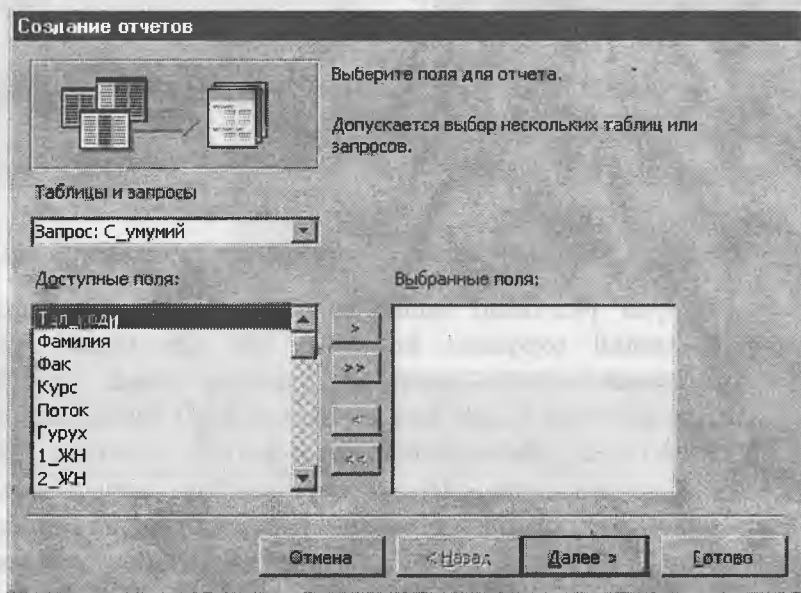 Создание отчетов
Выберите поля для отчета.
Допускается выбор нескольких таблиц или
запросов.
Таблицы и запросы
Запрос: С_умумий
Доступные поля:
Выбранные поля:
Тал_коди
Фамилия
Фак
Курс
Поток
Гурух
1_ЖН
2_ЖН
>
>>
<
<<
Отмена
< Назад
Далее >
Готово